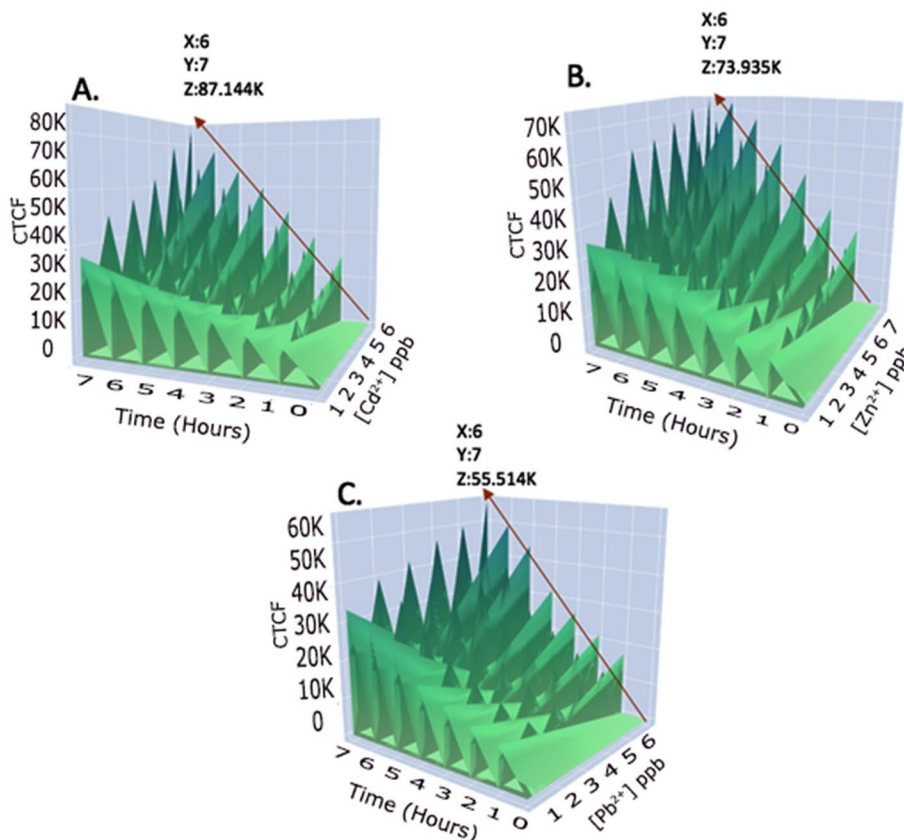 X:6
Y:7
Z:87.144K
A.
80K
70K
60K
50K
40K
30K
20K
10K
0
CTCF
7 6 5 4 3 2 1 0
Time (Hours)
1 2 3 4 5 6
[Cd²⁺] ppb
X:6
Y:7
Z:73.935K
B.
70K
60K
50K
40K
30K
20K
10K
0
CTCF
7 6 5 4 3 2 1 0
Time (Hours)
1 2 3 4 5 6 7
[Zn²⁺] ppb
X:6
Y:7
Z:55.514K
C.
60K
50K
40K
30K
20K
10K
0
CTCF
7 6 5 4 3 2 1 0
Time (Hours)
1 2 3 4 5 6
[Pb²⁺] ppb